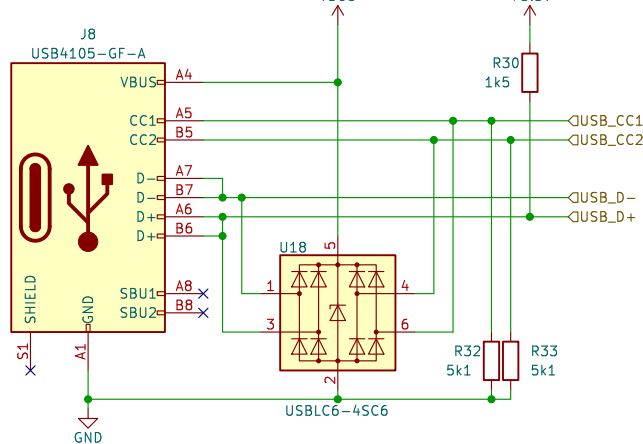 J8
USB4105-GF-A
VBUS A4
CC1 A5
CC2 B5
D- A7
D- B7
D+ A6
D+ B6
SBU1 A8
SBU2 B8
SHIELD
GND
S1
A1
GND
R30
1k5
USB_CC1
USB_CC2
USB_D-
USB_D+
U18
5
1
4
3
6
2
USBLC6-4SC6
R32
5k1
R33
5k1